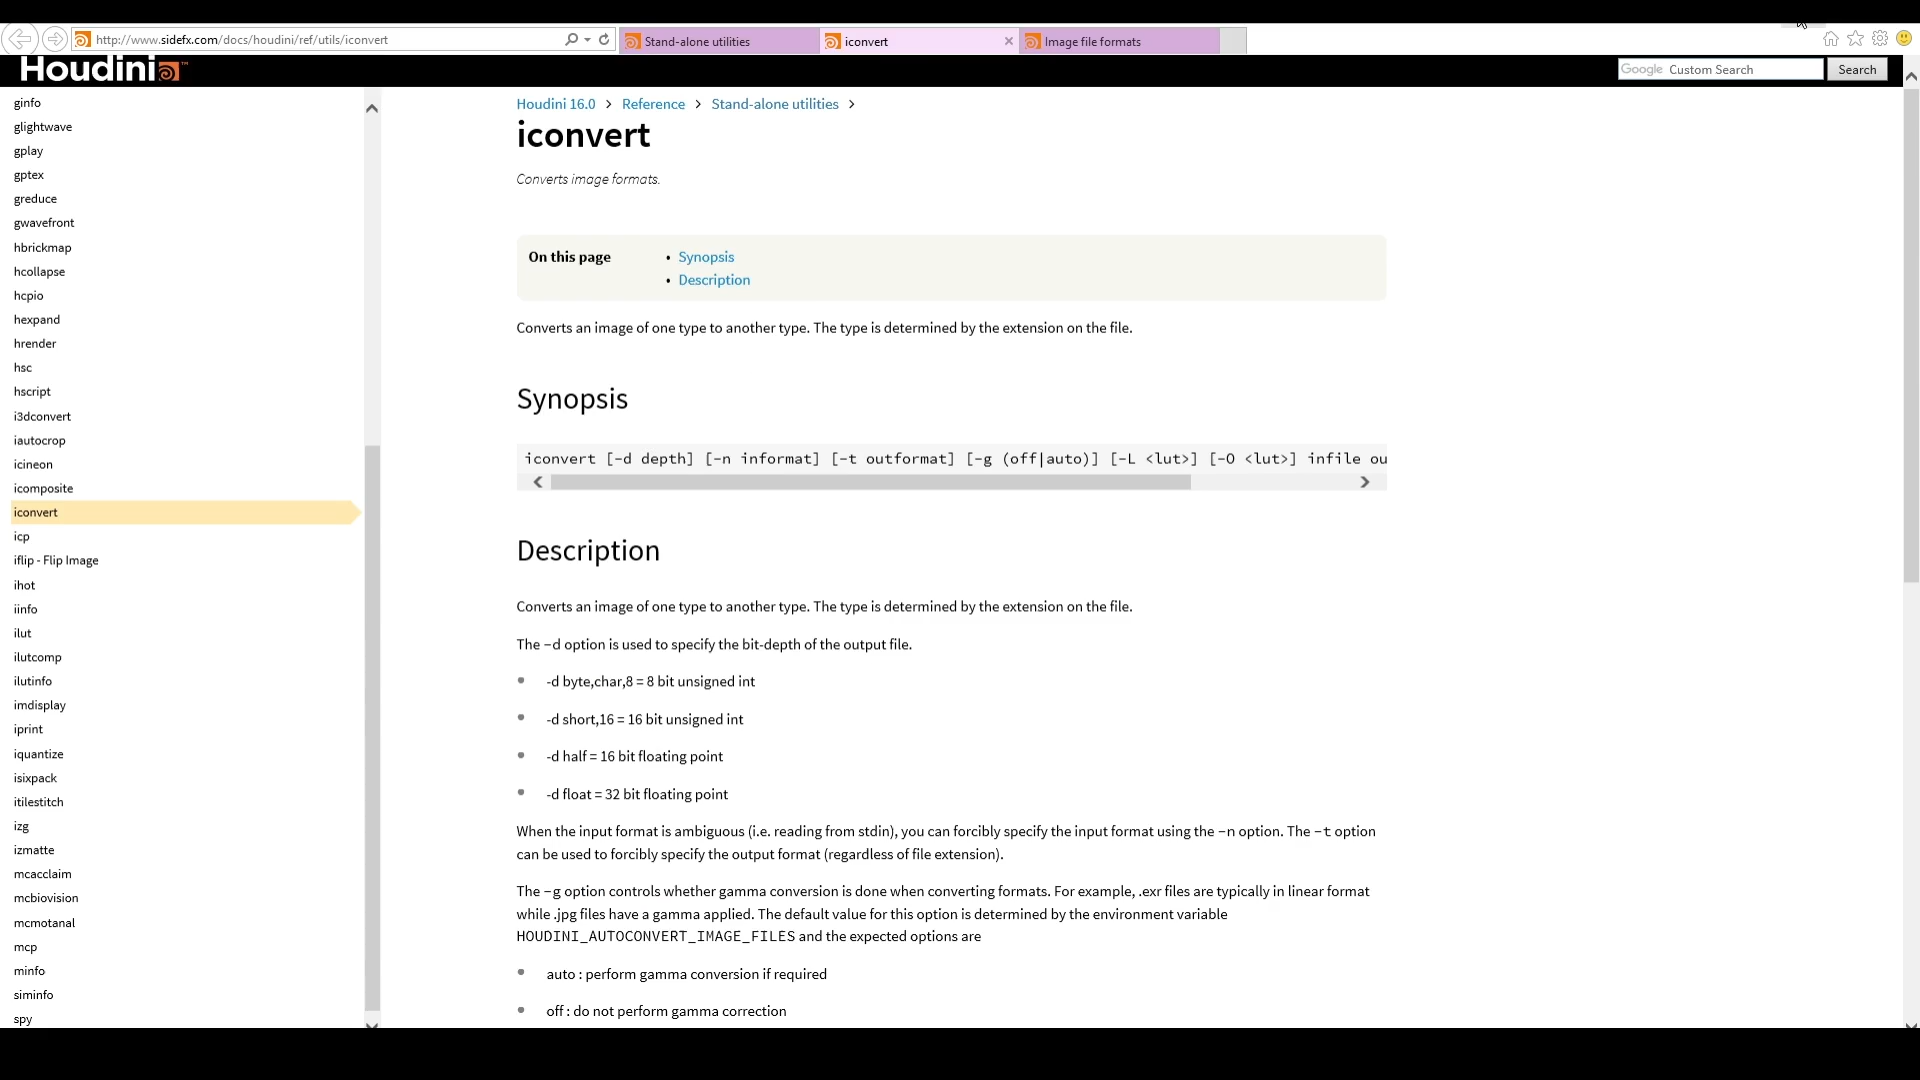 http://www.sidefx.com/docs/houdini/ref/utils/iconvert
Stand-alone utilities
iconvert
Image file formats
Houdini™
Google Custom Search
Search
ginfo
glightwave
gplay
gptex
greduce
gwavefront
hbrickmap
hcollapse
hcpio
hexpand
hrender
hsc
hscript
i3dconvert
iautocrop
icineon
icomposite
iconvert
icp
iflip - Flip Image
ihot
iinfo
ilut
ilutcomp
ilutinfo
imdisplay
iprint
iquantize
isixpack
itilestitch
izg
izmatte
mcacclaim
mcbiovision
mcmotanal
mcp
minfo
siminfo
spy
Houdini 16.0 > Reference > Stand-alone utilities >
iconvert
Converts image formats.
On this page
• Synopsis
• Description
Converts an image of one type to another type. The type is determined by the extension on the file.
Synopsis
iconvert [-d depth] [-n informat] [-t outformat] [-g (off|auto)] [-L <lut>] [-O <lut>] infile ou
Description
Converts an image of one type to another type. The type is determined by the extension on the file.
The -d option is used to specify the bit-depth of the output file.
• -d byte,char,8 = 8 bit unsigned int
• -d short,16 = 16 bit unsigned int
• -d half = 16 bit floating point
• -d float = 32 bit floating point
When the input format is ambiguous (i.e. reading from stdin), you can forcibly specify the input format using the -n option. The -t option
can be used to forcibly specify the output format (regardless of file extension).
The -g option controls whether gamma conversion is done when converting formats. For example, .exr files are typically in linear format
while .jpg files have a gamma applied. The default value for this option is determined by the environment variable
HOUDINI_AUTOCONVERT_IMAGE_FILES and the expected options are
• auto : perform gamma conversion if required
• off : do not perform gamma correction